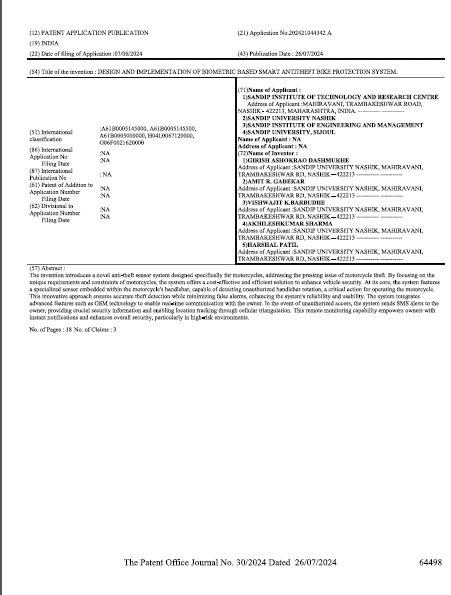 (12) PATENT APPLICATION PUBLICATION
(21) Application No.202421044342 A
(19) INDIA
(22) Date of filing of Application :07/06/2024
(43) Publication Date : 26/07/2024
(54) Title of the invention : DESIGN AND IMPLEMENTATION OF BIOMETRIC BASED SMART ANTITHEFT BIKE PROTECTION SYSTEM.
(51) International classification
:A61B0005145000, A61B0005145500,
A61B0005000000, H04L0067120000,
G06F0021620000
(86) International Application No
:NA
Filing Date
:NA
(87) International Publication No
: NA
(61) Patent of Addition to Application Number
:NA
Filing Date
:NA
(62) Divisional to Application Number
:NA
Filing Date
:NA
(71)Name of Applicant :
1)SANDIP INSTITUTE OF TECHNOLOGY AND RESEARCH CENTRE
Address of Applicant :MAHIRAVANI, TRAMBAKESHWAR ROAD,
NASHIK - 422213, MAHARASHTRA, INDIA. ----------- -----------
2)SANDIP UNIVERSITY NASHIK
3)SANDIP INSTITUTE OF ENGINEERING AND MANAGEMENT
4)SANDIP UNIVERSITY, SIJOUL
Name of Applicant : NA
Address of Applicant : NA
(72)Name of Inventor :
1)GIRISH ASHOKRAO DASHMUKHE
Address of Applicant :SANDIP UNIVERSITY NASHIK, MAHIRAVANI,
TRAMBAKESHWAR RD, NASHIK—422213 ----------- -----------
2)AMIT R. GADEKAR
Address of Applicant :SANDIP UNIVERSITY NASHIK, MAHIRAVANI,
TRAMBAKESHWAR RD, NASHIK—422213 ----------- -----------
3)VISHWAJIT K.BARBUDHE
Address of Applicant :SANDIP UNIVERSITY NASHIK, MAHIRAVANI,
TRAMBAKESHWAR RD, NASHIK—422213 ----------- -----------
4)AKHILESHKUMAR SHARMA
Address of Applicant :SANDIP UNIVERSITY NASHIK, MAHIRAVANI,
TRAMBAKESHWAR RD, NASHIK—422213 ----------- -----------
5)HARSHAL PATIL
Address of Applicant :SANDIP UNIVERSITY NASHIK, MAHIRAVANI,
TRAMBAKESHWAR RD, NASHIK—422213 ----------- -----------
(57) Abstract :
The invention introduces a novel anti-theft sensor system designed specifically for motorcycles, addressing the pressing issue of motorcycle theft. By focusing on the
unique requirements and constraints of motorcycles, the system offers a cost-effective and efficient solution to enhance vehicle security. At its core, the system features
a specialized sensor embedded within the motorcycle's handlebar, capable of detecting unauthorized handlebar rotation, a critical action for operating the motorcycle.
This innovative approach ensures accurate theft detection while minimizing false alarms, enhancing the system's reliability and usability. The system integrates
advanced features such as GSM technology to enable real-time communication with the owner. In the event of unauthorized access, the system sends SMS alerts to the
owner, providing crucial security information and enabling location tracking through cellular triangulation. This remote monitoring capability empowers owners with
instant notifications and enhances overall security, particularly in high-risk environments.
No. of Pages : 18 No. of Claims : 3
The Patent Office Journal No. 30/2024 Dated 26/07/2024
64498